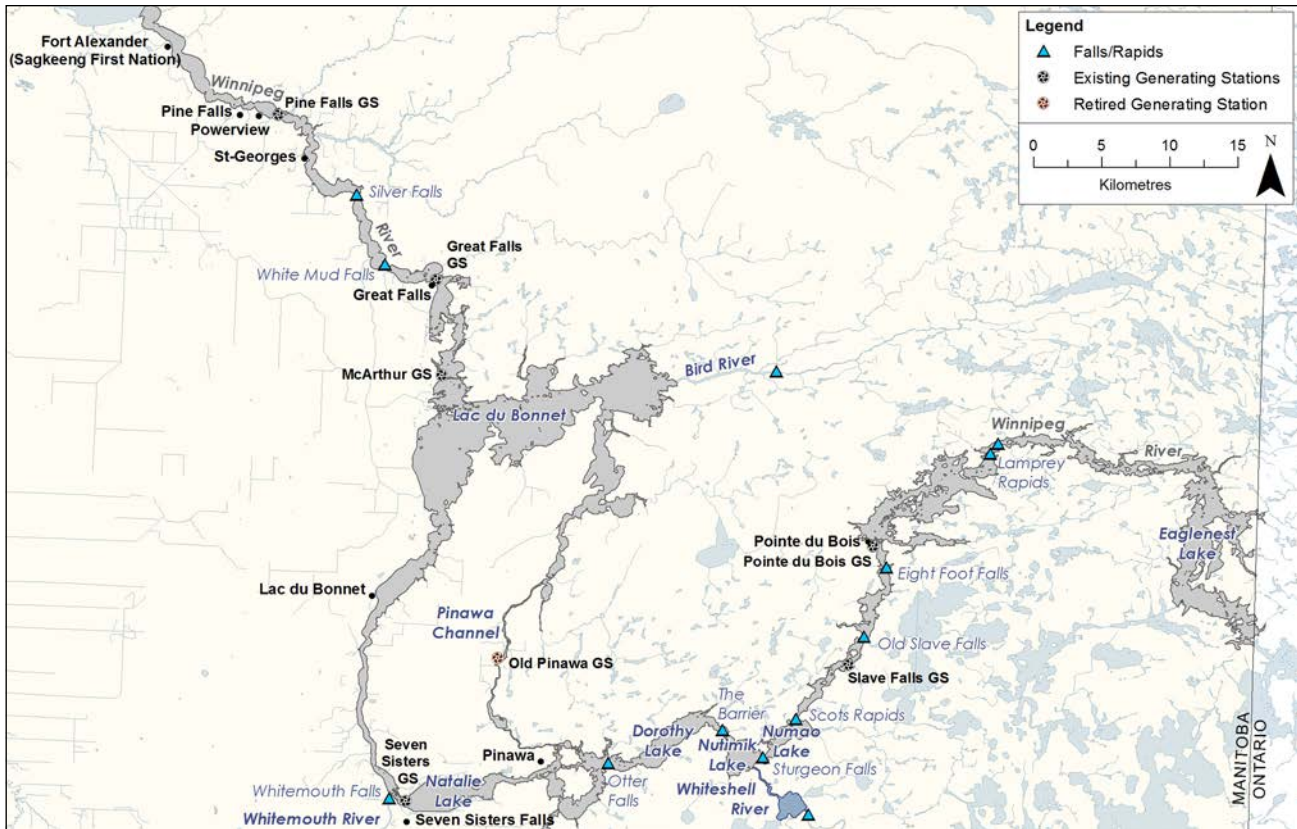 Fort Alexander
(Sagkeeng First Nation)
Winnipeg
Pine Falls GS
Pine Falls
Powerview
St-Georges
Silver Falls
River
Great Falls
GS
White Mud Falls
Great Falls
McArthur GS
Bird River
Lac du Bonnet
Winnipeg
River
Lamprey
Rapids
Eaglenest
Lake
Pointe du Bois
Pointe du Bois GS
Eight Foot Falls
Lac du Bonnet
Pinawa
Channel
Old Pinawa GS
Old Slave Falls
Slave Falls GS
The
Barrier
Scots Rapids
Dorothy
Lake
Nutimik
Lake
Numao
Lake
Sturgeon Falls
Pinawa
Otter
Falls
Whiteshell
River
Seven
Sisters
GS
Natalie
Lake
Whitemouth Falls
Whitemouth River
Seven Sisters Falls
MANITOBA
ONTARIO
Legend
Falls/Rapids
Existing Generating Stations
Retired Generating Station
0 5 10 15
Kilometres
N